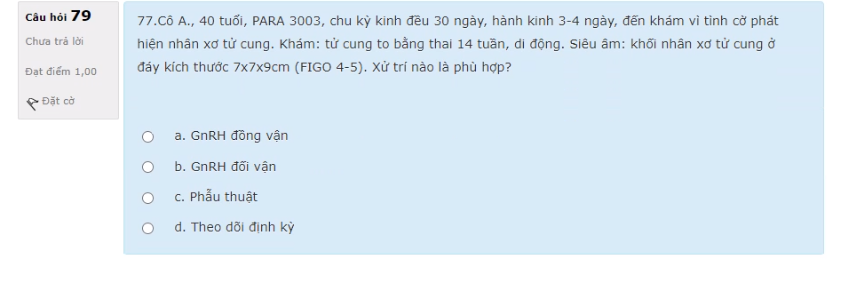 Câu hỏi 79
Chưa trả lời
Đạt điểm 1,00
Đặt cờ
77.Cô A., 40 tuổi, PARA 3003, chu kỳ kinh đều 30 ngày, hành kinh 3-4 ngày, đến khám vì tình cờ phát
hiện nhân xơ tử cung. Khám: tử cung to bằng thai 14 tuần, di động. Siêu âm: khối nhân xơ tử cung ở
đáy kích thước 7x7x9cm (FIGO 4-5). Xử trí nào là phù hợp?
a. GnRH đồng vận
b. GnRH đối vận
c. Phẫu thuật
d. Theo dõi định kỳ